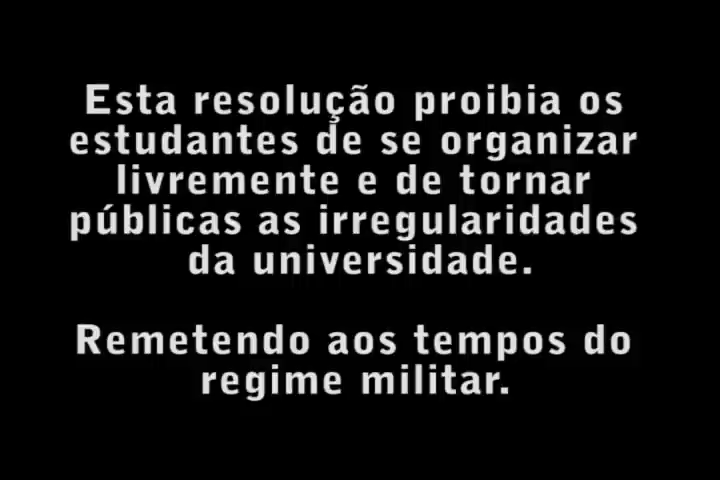 Esta resolução proibia os
estudantes de se organizar
livremente e de tornar
públicas as irregularidades
da universidade.
Remetendo aos tempos do
regime militar.